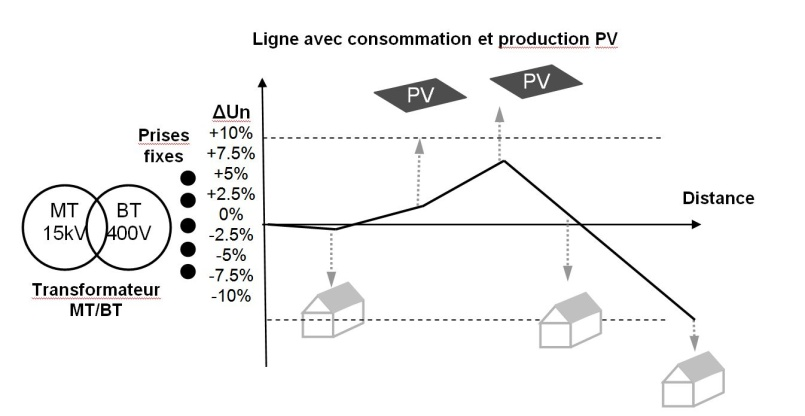 Ligne avec consommation et production PV
PV
PV
ΔUn
Prises
fixes
+10%
+7.5%
+5%
+2.5%
0%
-2.5%
-5%
-7.5%
-10%
Distance
MT
15kV
BT
400V
Transformateur
MT/BT